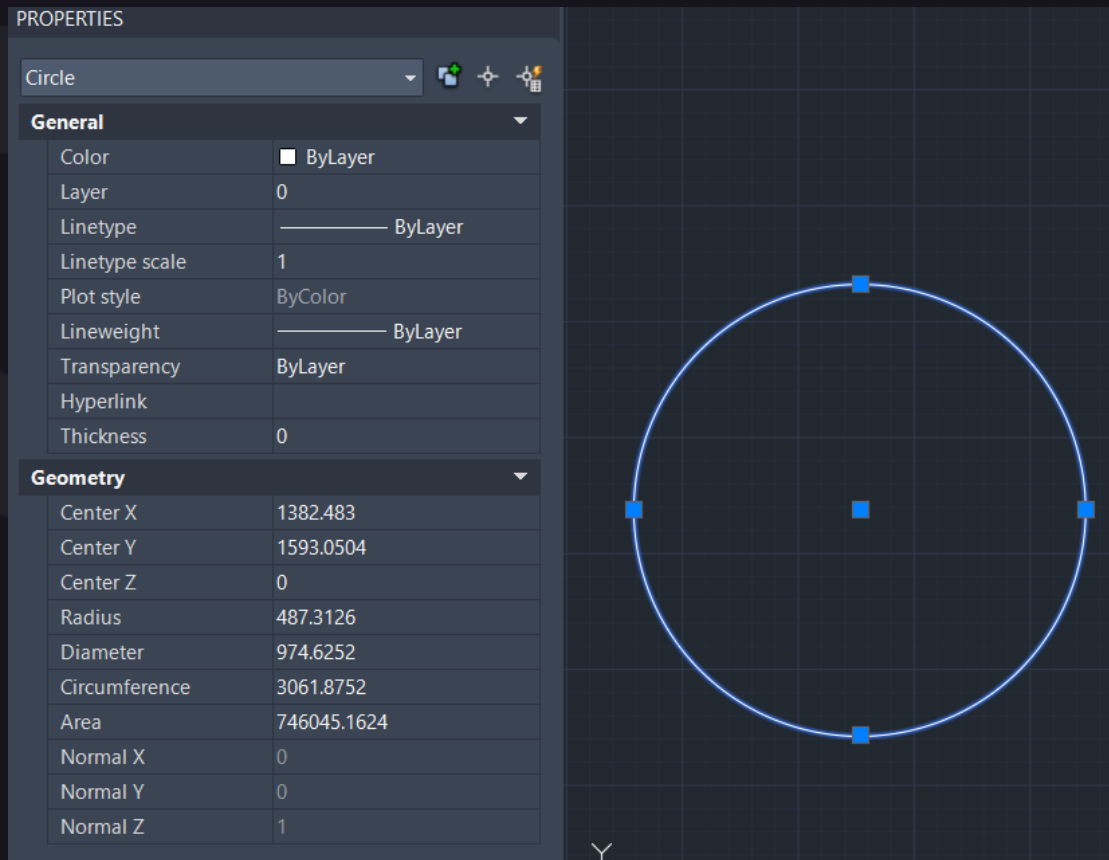 PROPERTIES
Circle
General
Color ByLayer
Layer 0
Linetype ByLayer
Linetype scale 1
Plot style ByColor
Lineweight ByLayer
Transparency ByLayer
Hyperlink
Thickness 0
Geometry
Center X 1382.483
Center Y 1593.0504
Center Z 0
Radius 487.3126
Diameter 974.6252
Circumference 3061.8752
Area 746045.1624
Normal X 0
Normal Y 0
Normal Z 1
Y